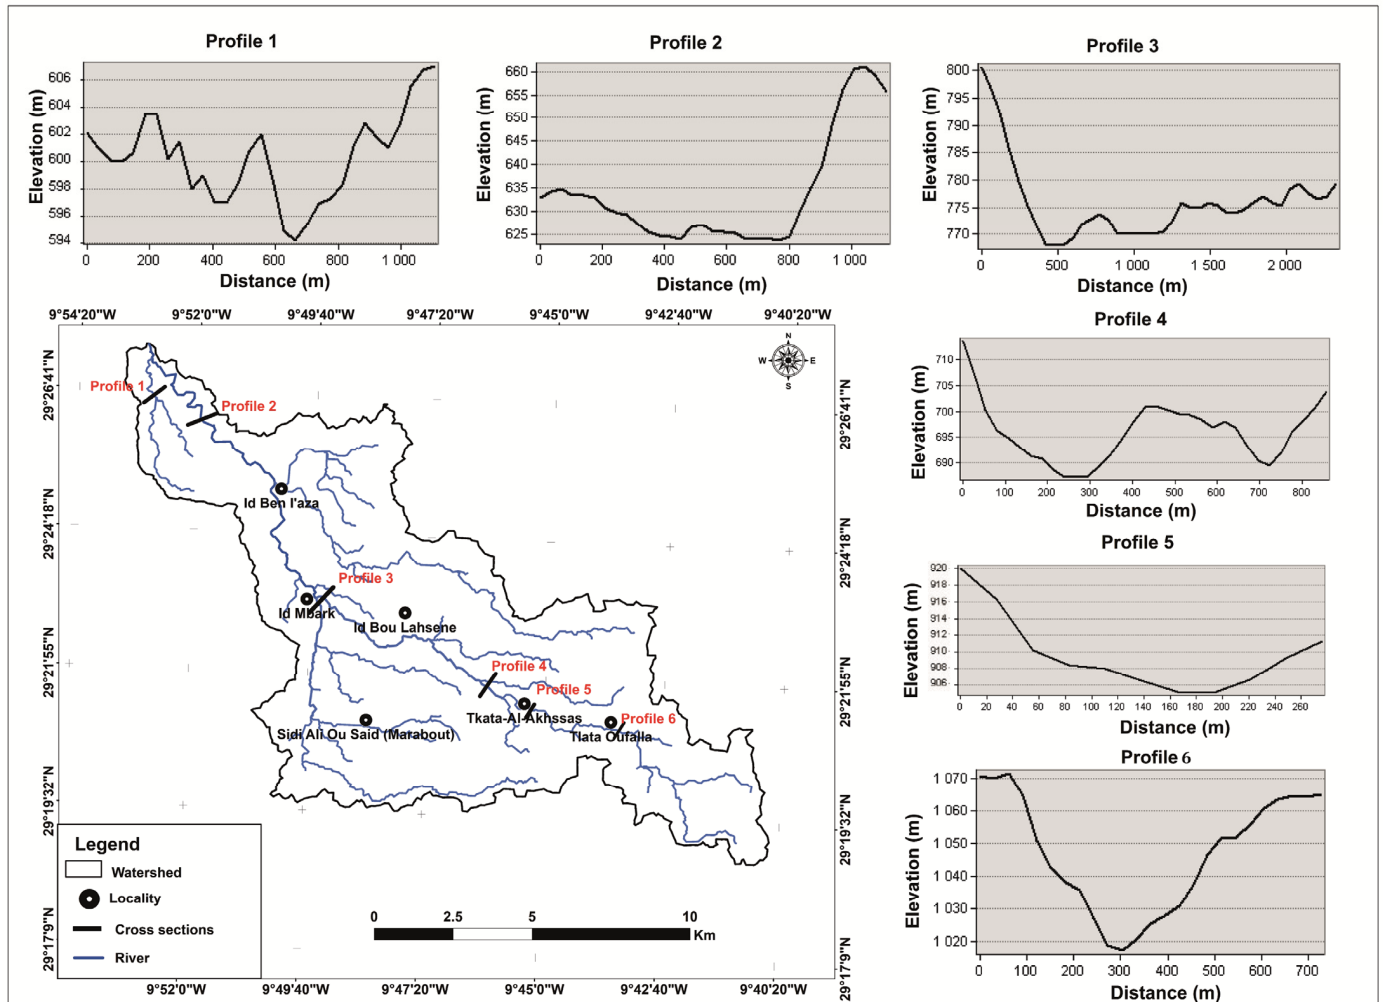 Profile 1
Elevation (m)
606
604
602
600
598
596
594
0 200 400 600 800 1 000
Distance (m)
Profile 2
Elevation (m)
660
655
650
645
640
635
630
625
0 200 400 600 800 1 000
Distance (m)
Profile 3
Elevation (m)
800
795
790
785
780
775
770
0 500 1 000 1 500 2 000
Distance (m)
9°54'20"W 9°52'0"W 9°49'40"W 9°47'20"W 9°45'0"W 9°42'40"W 9°40'20"W
29°26'41"N
29°24'18"N
29°21'55"N
29°19'32"N
29°17'9"N
N
W E
S
Profile 1
Profile 2
Id Ben I'aza
Profile 3
Id Mbark
Id Bou Lahsene
Profile 4
Profile 5
Tkata-Al-Akhssas
Profile 6
Tlata Oufalla
Sidi Ali Ou Said (Marabout)
29°26'41"N
29°24'18"N
29°21'55"N
29°19'32"N
29°17'9"N
Legend
Watershed
Locality
Cross sections
River
0 2.5 5 10
Km
9°52'0"W 9°49'40"W 9°47'20"W 9°45'0"W 9°42'40"W 9°40'20"W
Profile 4
Elevation (m)
710
705
700
695
690
0 100 200 300 400 500 600 700 800
Distance (m)
Profile 5
Elevation (m)
920
918
916
914
912
910
908
906
0 20 40 60 80 100 120 140 160 180 200 220 240 260
Distance (m)
Profile 6
Elevation (m)
1 070
1 060
1 050
1 040
1 030
1 020
0 100 200 300 400 500 600 700
Distance (m)